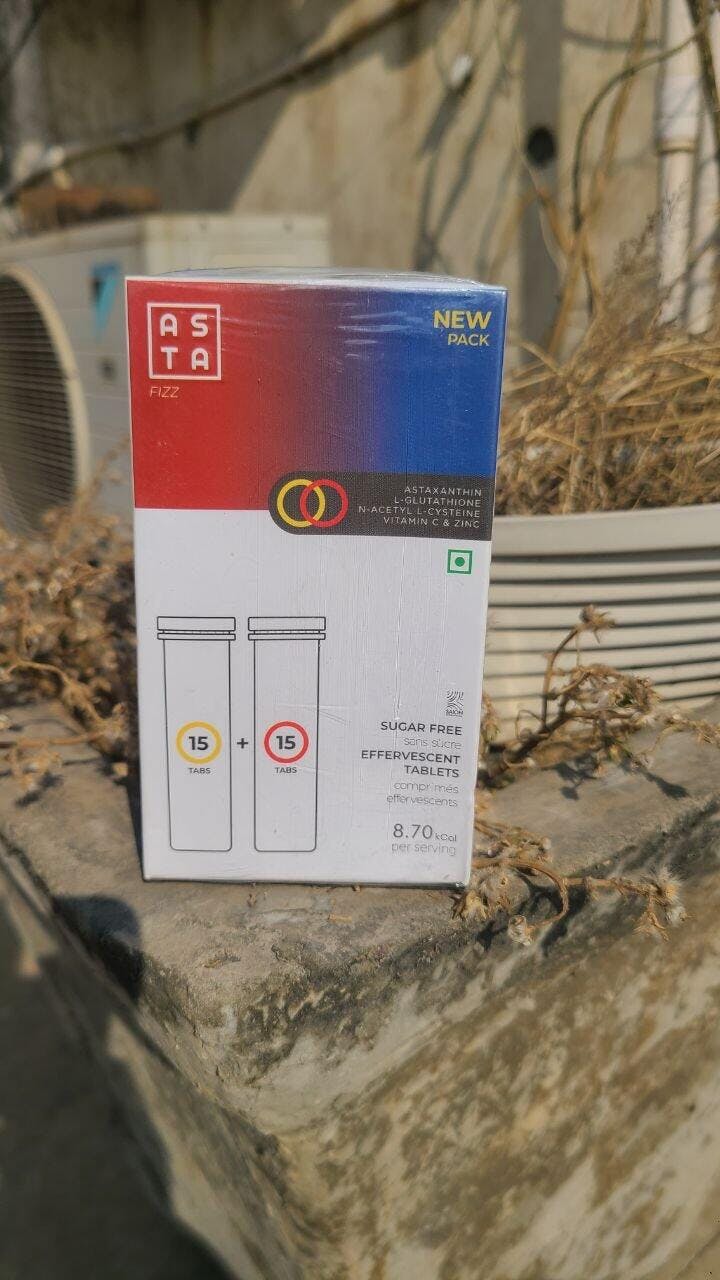 AS
TA
FIZZ
NEW
PACK
ASTAXANTHIN
L-GLUTATHIONE
N-ACETYL L-CYSTEINE
VITAMIN C & ZINC
15
TABS
+
15
TABS
SUGAR FREE
sans sucre
EFFERVESCENT
TABLETS
comprimés
effervescents
8.70 kCal
per serving